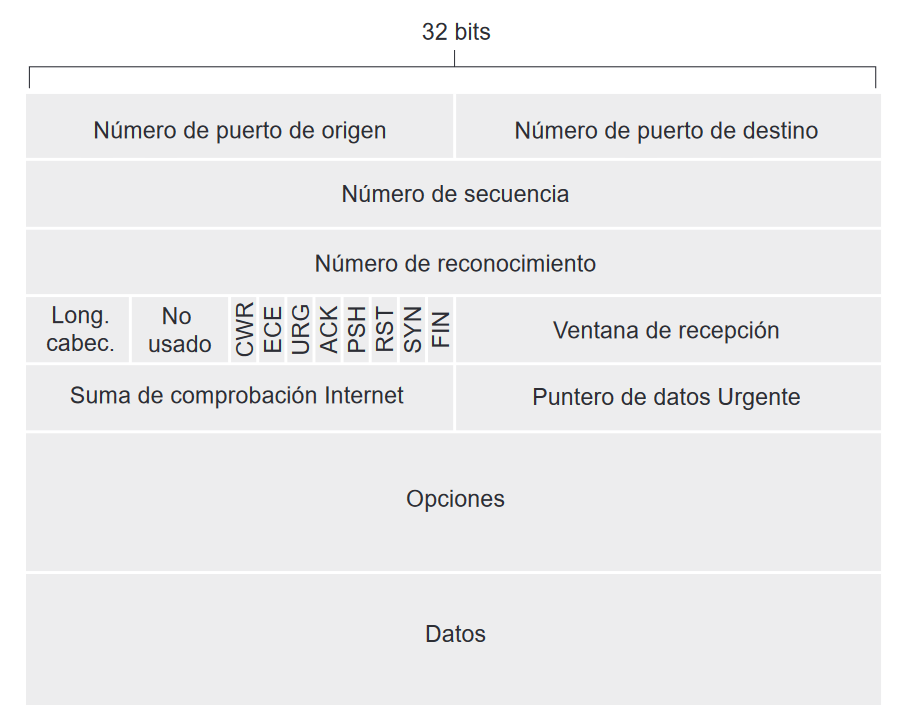 32 bits
Número de puerto de origen
Número de puerto de destino
Número de secuencia
Número de reconocimiento
Long.
cabec.
No
usado
CWR
ECE
URG
ACK
PSH
RST
SYN
FIN
Ventana de recepción
Suma de comprobación Internet
Puntero de datos Urgente
Opciones
Datos